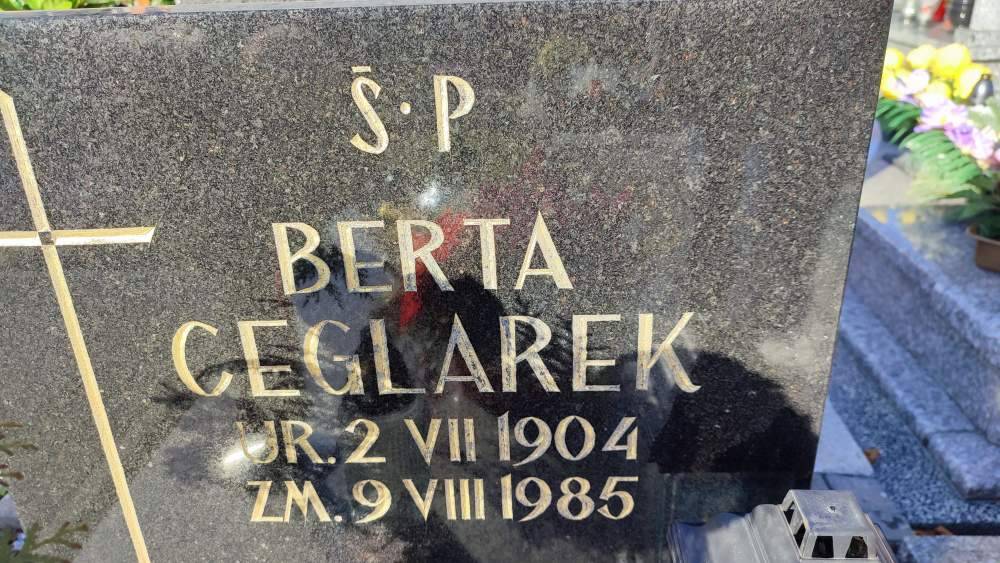 Ś.P
BERTA
CEGLAREK
UR. 2 VII 1904
ZM. 9 VIII 1985